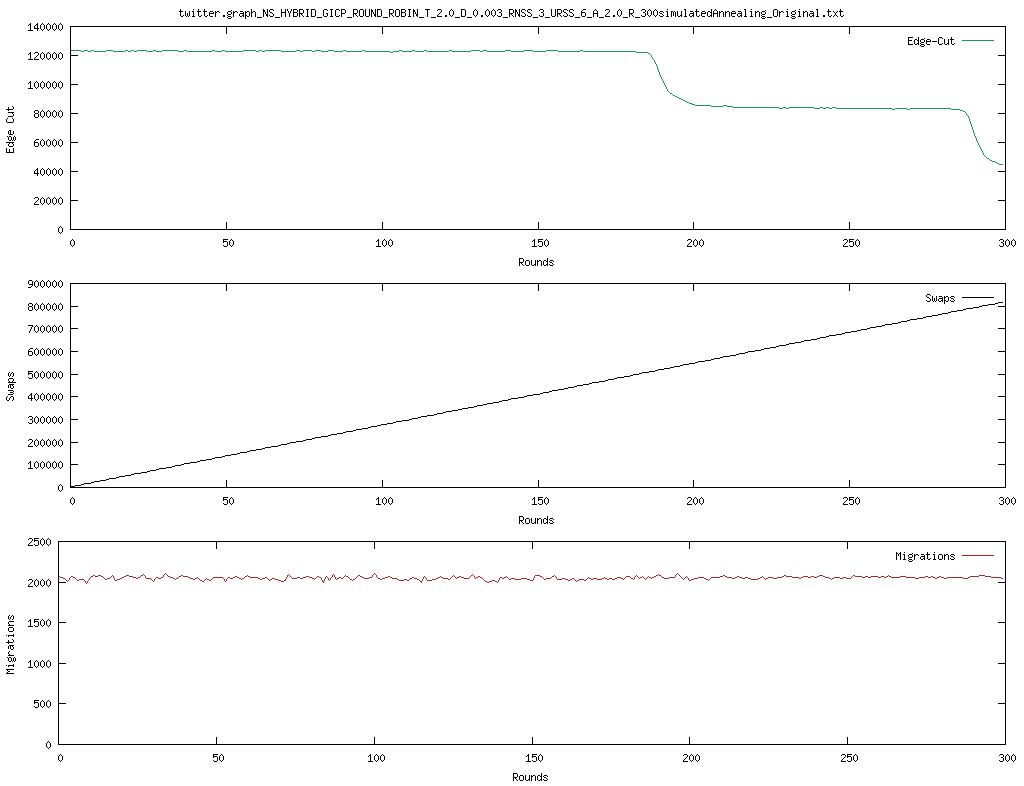 twitter.graph_NS_HYBRID_GICP_ROUND_ROBIN_T_2.0_D_0.003_RNSS_3_URSS_6_A_2.0_R_300simulatedAnnealing_Original.txt
140000
120000
100000
80000
60000
40000
20000
0
Edge Cut
Edge-Cut
0 50 100 150 200 250 300
Rounds
900000
800000
700000
600000
500000
400000
300000
200000
100000
0
Swaps
Swaps
0 50 100 150 200 250 300
Rounds
2500
2000
1500
1000
500
0
Migrations
Migrations
0 50 100 150 200 250 300
Rounds